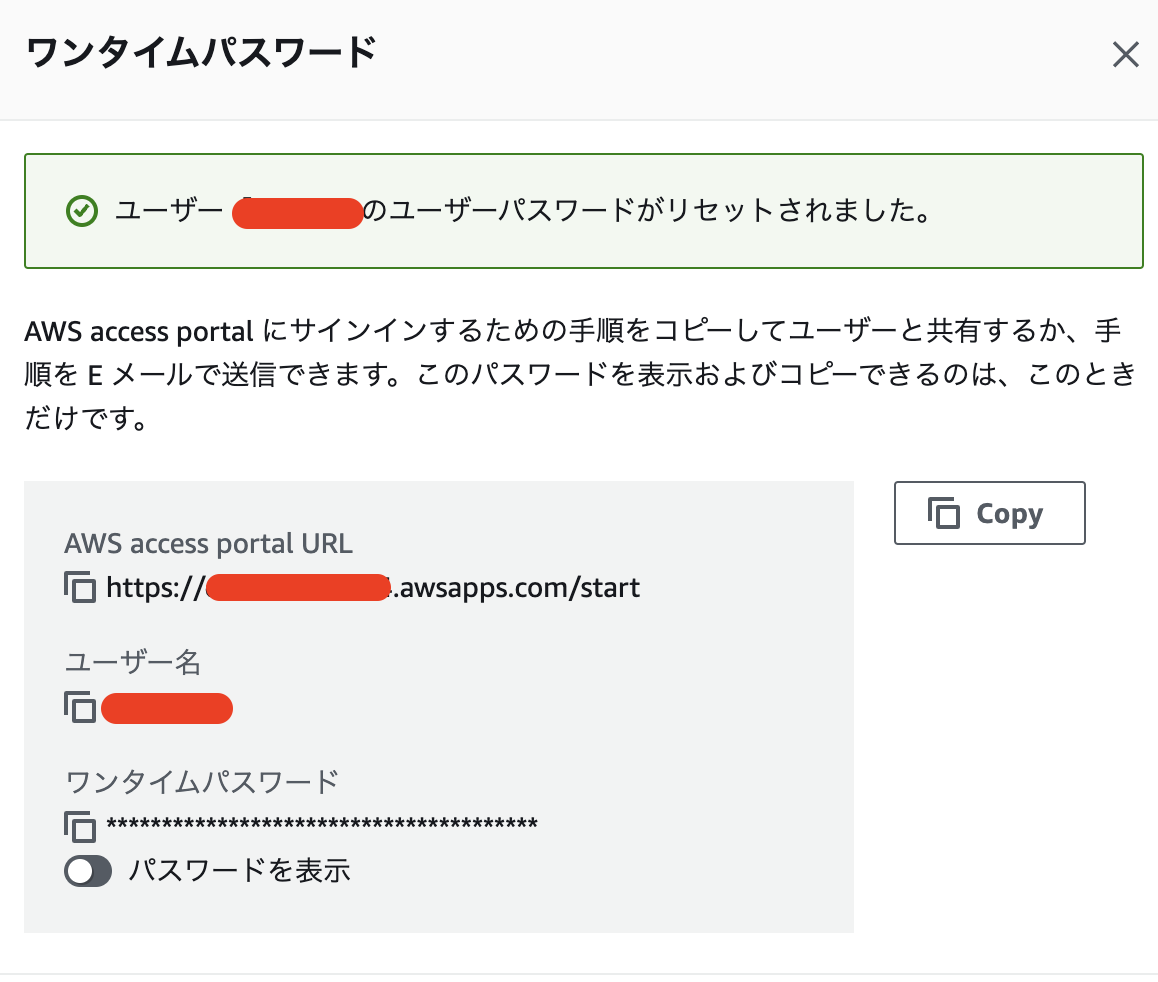 ワンタイムパスワード
ユーザー のユーザーパスワードがリセットされました。
AWS access portal にサインインするための手順をコピーしてユーザーと共有するか、手
順を E メールで送信できます。このパスワードを表示およびコピーできるのは、このとき
だけです。
Copy
AWS access portal URL
https:// .awsapps.com/start
ユーザー名
ワンタイムパスワード
***************************************
パスワードを表示